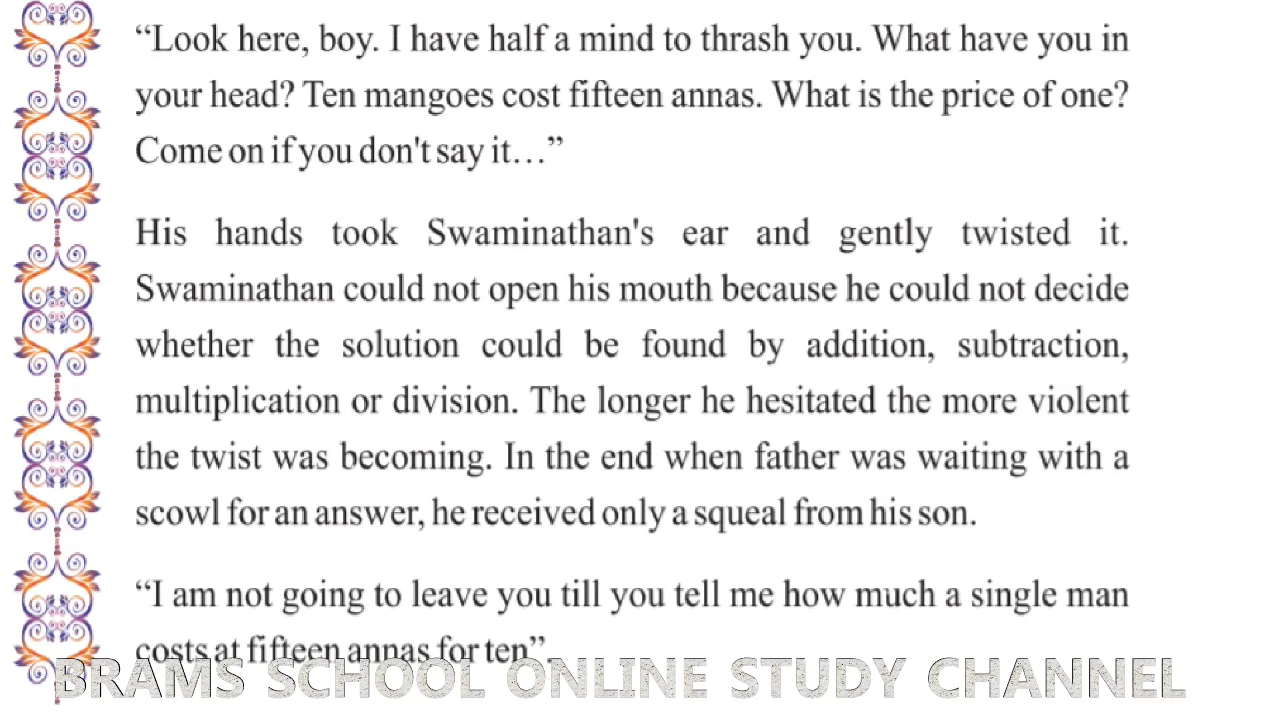 “Look here, boy. I have half a mind to thrash you. What have you in
your head? Ten mangoes cost fifteen annas. What is the price of one?
Come on if you don't say it…”
His hands took Swaminathan's ear and gently twisted it.
Swaminathan could not open his mouth because he could not decide
whether the solution could be found by addition, subtraction,
multiplication or division. The longer he hesitated the more violent
the twist was becoming. In the end when father was waiting with a
scowl for an answer, he received only a squeal from his son.
“I am not going to leave you till you tell me how much a single man
costs at fifteen annas for ten”.
BRAMS SCHOOL ONLINE STUDY CHANNEL